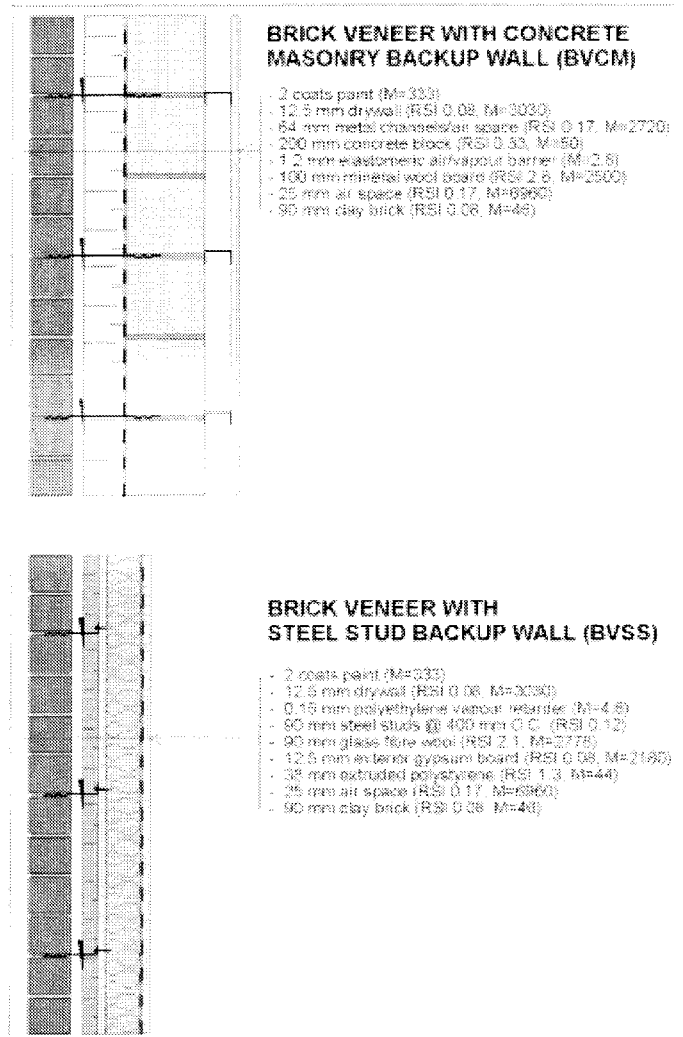 BRICK VENEER WITH CONCRETE
MASONRY BACKUP WALL (BVCM)
- 2 coats paint (M=333)
- 12.5 mm drywall (RSI 0.08, M=3030)
- 64 mm metal channels/air space (RSI 0.17, M=2720)
- 200 mm concrete block (RSI 0.33, M=50)
- 1.2 mm elastomeric air/vapour barrier (M=2.8)
- 100 mm mineral wool board (RSI 2.8, M=2500)
- 25 mm air space (RSI 0.17, M=6960)
- 90 mm clay brick (RSI 0.08, M=46)
BRICK VENEER WITH
STEEL STUD BACKUP WALL (BVSS)
- 2 coats paint (M=333)
- 12.5 mm drywall (RSI 0.08, M=3030)
- 0.15 mm polyethylene vapour retarder (M=4.6)
- 90 mm steel studs @ 400 mm O.C. (RSI 0.12)
- 90 mm glass fibre wool (RSI 2.1, M=2778)
- 12.5 mm exterior gypsum board (RSI 0.08, M=2160)
- 38 mm extruded polystyrene (RSI 1.3, M=44)
- 25 mm air space (RSI 0.17, M=6960)
- 90 mm clay brick (RSI 0.08, M=46)